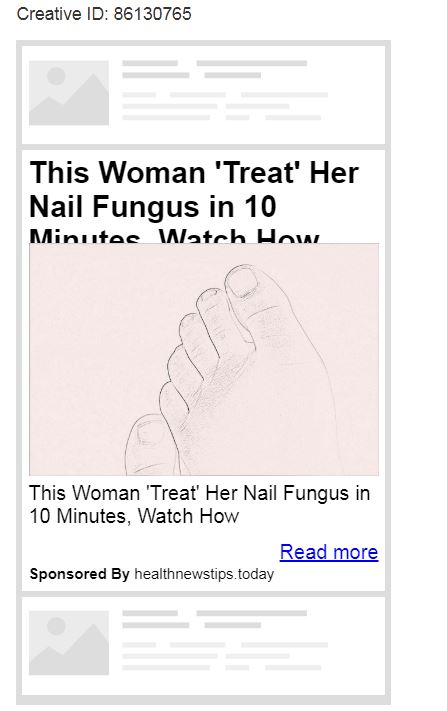 Creative ID: 86130765
This Woman 'Treat' Her
Nail Fungus in 10
Minutes, Watch How
This Woman 'Treat' Her Nail Fungus in
10 Minutes, Watch How
Read more
Sponsored By healthnewstips.today